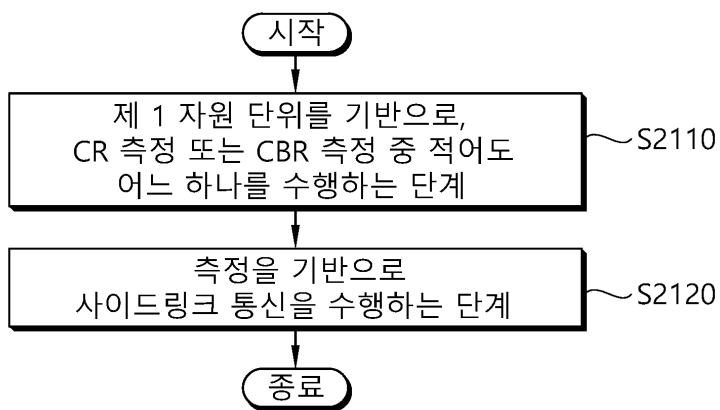 시작
제 1 자원 단위를 기반으로,
CR 측정 또는 CBR 측정 중 적어도
어느 하나를 수행하는 단계
S2110
측정을 기반으로
사이드링크 통신을 수행하는 단계
S2120
종료